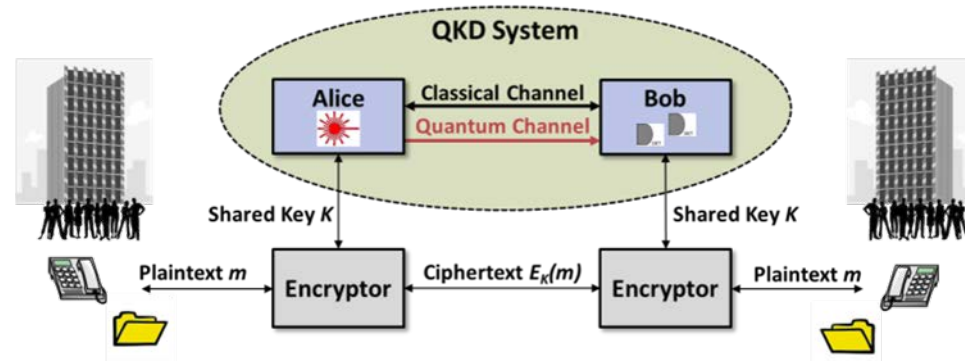 QKD System
Alice
Classical Channel
Quantum Channel
Bob
Shared Key K
Shared Key K
Plaintext m
Encryptor
Ciphertext E_K(m)
Encryptor
Plaintext m